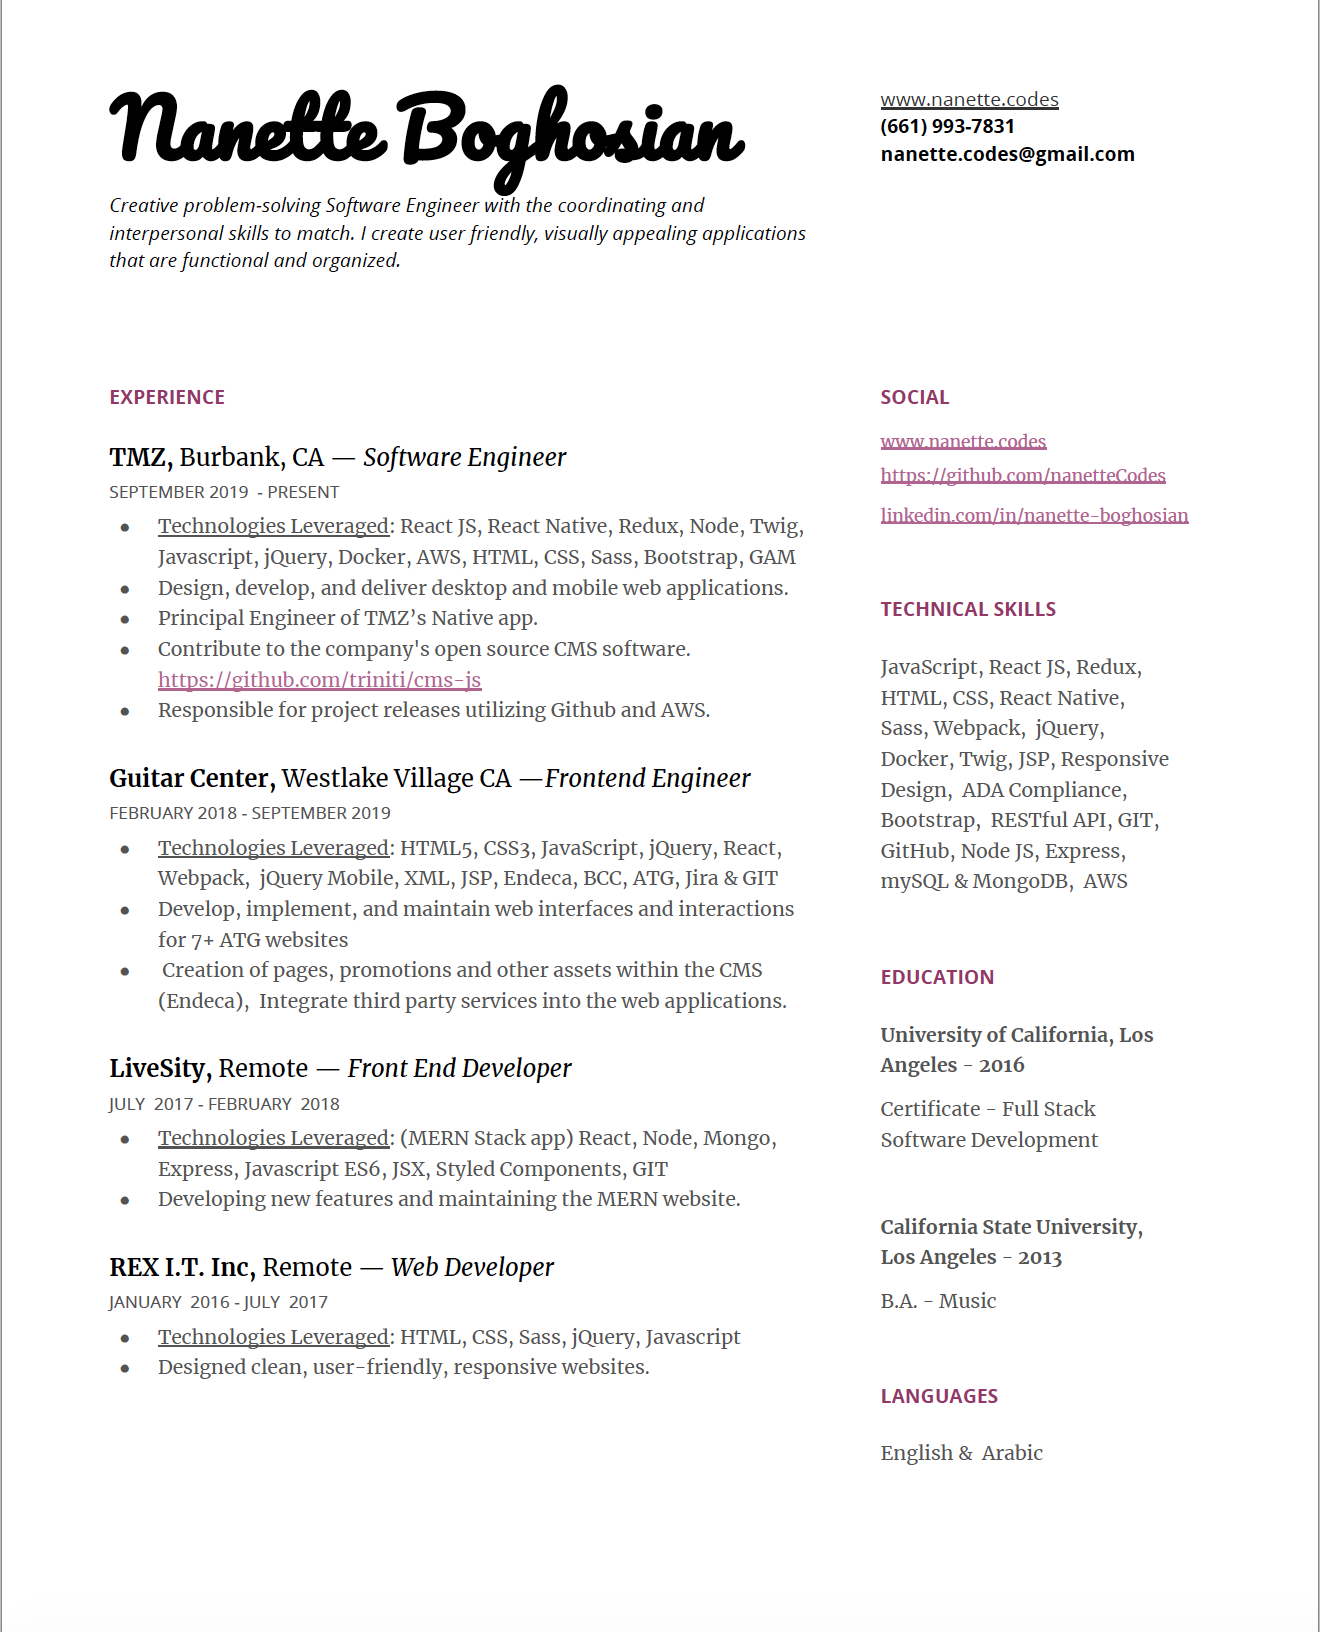 Nanette Boghosian
Creative problem-solving Software Engineer with the coordinating and
interpersonal skills to match. I create user friendly, visually appealing applications
that are functional and organized.
www.nanette.codes
(661) 993-7831
nanette.codes@gmail.com
EXPERIENCE
TMZ, Burbank, CA — Software Engineer
SEPTEMBER 2019  - PRESENT
● Technologies Leveraged: React JS, React Native, Redux, Node, Twig,
Javascript, jQuery, Docker, AWS, HTML, CSS, Sass, Bootstrap, GAM
● Design, develop, and deliver desktop and mobile web applications.
● Principal Engineer of TMZ’s Native app.
● Contribute to the company's open source CMS software.
https://github.com/triniti/cms-js
● Responsible for project releases utilizing Github and AWS.
Guitar Center, Westlake Village CA —Frontend Engineer
FEBRUARY 2018 - SEPTEMBER 2019
● Technologies Leveraged: HTML5, CSS3, JavaScript, jQuery, React,
Webpack,  jQuery Mobile, XML, JSP, Endeca, BCC, ATG, Jira & GIT
● Develop, implement, and maintain web interfaces and interactions
for 7+ ATG websites
● Creation of pages, promotions and other assets within the CMS
(Endeca),  Integrate third party services into the web applications.
LiveSity, Remote — Front End Developer
JULY  2017 - FEBRUARY  2018
● Technologies Leveraged: (MERN Stack app) React, Node, Mongo,
Express, Javascript ES6, JSX, Styled Components, GIT
● Developing new features and maintaining the MERN website.
REX I.T. Inc, Remote — Web Developer
JANUARY  2016 - JULY  2017
● Technologies Leveraged: HTML, CSS, Sass, jQuery, Javascript
● Designed clean, user-friendly, responsive websites.
SOCIAL
www.nanette.codes
https://github.com/nanetteCodes
linkedin.com/in/nanette-boghosian
TECHNICAL SKILLS
JavaScript, React JS, Redux,
HTML, CSS, React Native,
Sass, Webpack,  jQuery,
Docker, Twig, JSP, Responsive
Design,  ADA Compliance,
Bootstrap,  RESTful API, GIT,
GitHub, Node JS, Express,
mySQL & MongoDB,  AWS
EDUCATION
University of California, Los
Angeles - 2016
Certificate - Full Stack
Software Development
California State University,
Los Angeles - 2013
B.A. - Music
LANGUAGES
English &  Arabic